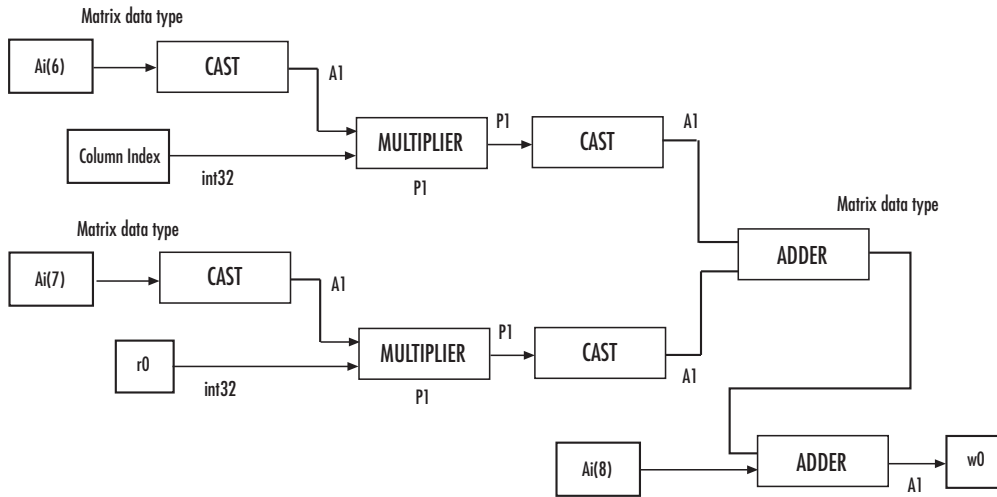 Matrix data type
Ai(6)
CAST
A1
Column Index
int32
MULTIPLIER
P1
P1
CAST
A1
Matrix data type
Ai(7)
CAST
A1
r0
int32
MULTIPLIER
P1
P1
CAST
A1
Matrix data type
ADDER
Ai(8)
ADDER
A1
w0